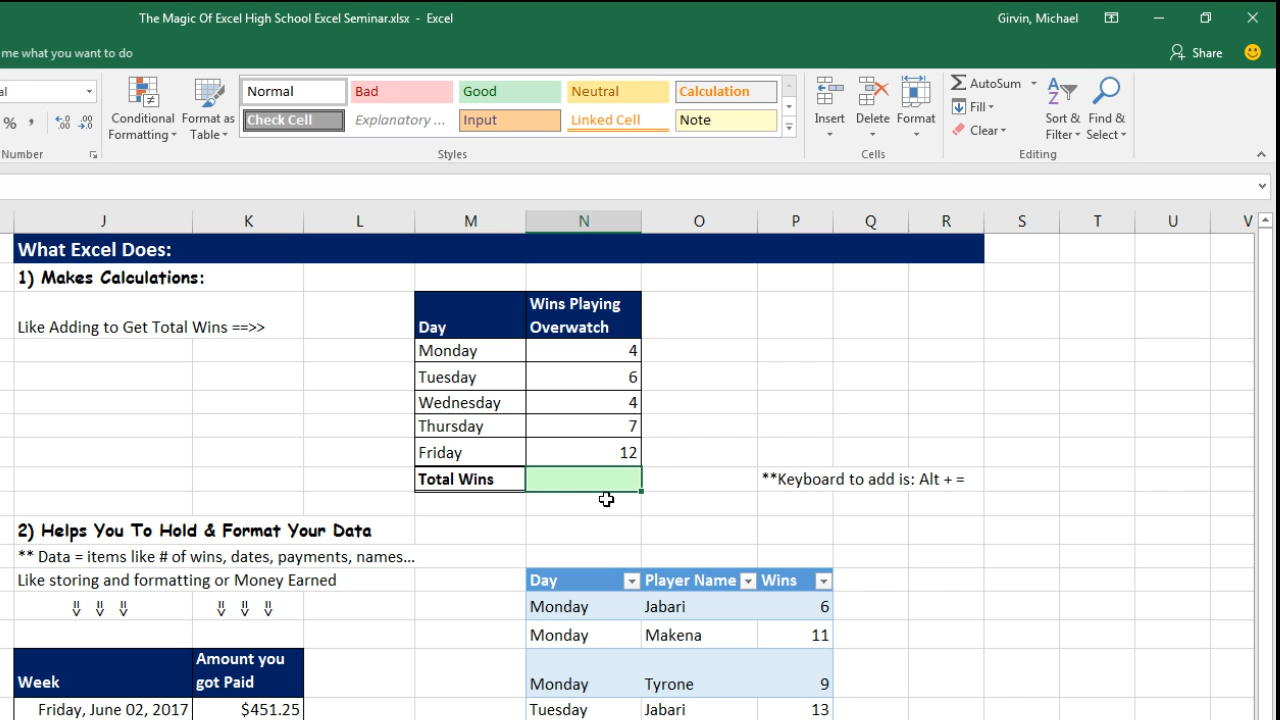 The Magic Of Excel High School Excel Seminar.xlsx - Excel
Girvin, Michael
me what you want to do
Share
al
Conditional Formatting
Format as Table
Normal
Bad
Good
Neutral
Calculation
Check Cell
Explanatory ...
Input
Linked Cell
Note
Insert
Delete
Format
AutoSum
Fill
Clear
Sort & Filter
Find & Select
% ,
Number
Styles
Cells
Editing
J K L M N O P Q R S T U V
What Excel Does:
1) Makes Calculations:
Like Adding to Get Total Wins ==>>
Day Wins Playing Overwatch
Monday 4
Tuesday 6
Wednesday 4
Thursday 7
Friday 12
Total Wins
**Keyboard to add is: Alt + =
2) Helps You To Hold & Format Your Data
** Data = items like # of wins, dates, payments, names...
Like storing and formatting or Money Earned
Day Player Name Wins
Monday Jabari 6
Monday Makena 11
Monday Tyrone 9
Tuesday Jabari 13
Week Amount you got Paid
Friday, June 02, 2017 $451.25